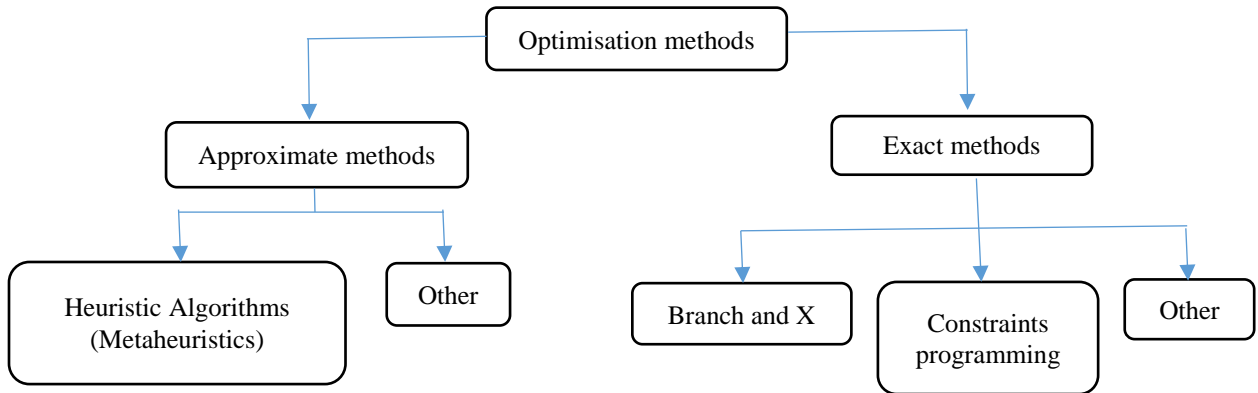 Optimisation methods
Approximate methods
Exact methods
Heuristic Algorithms
(Metaheuristics)
Other
Branch and X
Constraints
programming
Other